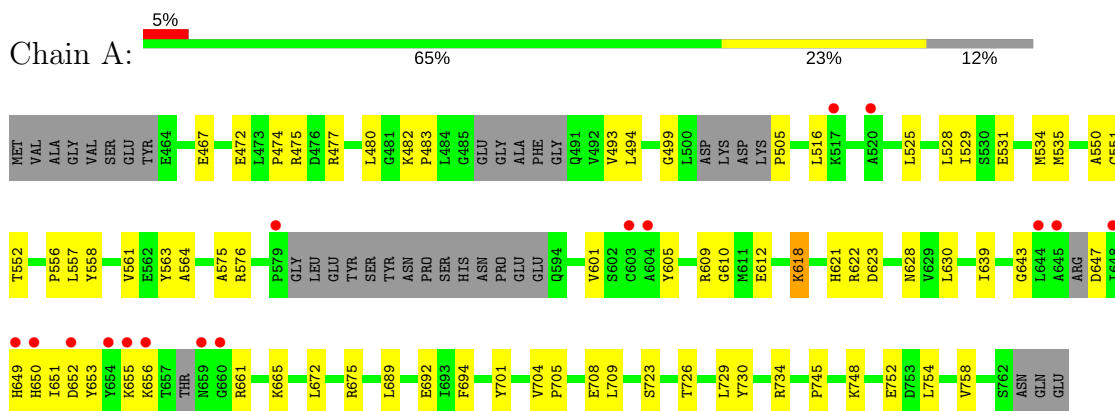 5%
Chain A:
65% 23% 12%
MET VAL ALA GLY VAL SER GLU TYR E464 E467 E472 L473 P474 R475 D476 R477 L480 G481 K482 P483 L484 G485 GLU GLY ALA PHE GLY Q491 V492 V493 L494 G499 L500 ASP LYS ASP LYS P505 L516 K517 A520 L525 L528 I529 S530 E531 M534 M535 A550 G551
T552 P556 L557 Y558 V561 E562 Y563 A564 A575 R576 P579 GLY LEU GLU TYR SER TYR ASN PRO SER HIS ASN PRO GLU GLU Q594 V601 S602 C603 A604 Y605 R609 G610 M611 E612 K618 H621 R622 D623 N628 V629 L630 I639 G643 L644 A645 ARG D647 I648
H649 H650 I651 D652 Y653 Y654 K655 K656 T657 THR N659 G660 R661 K665 L672 R675 L689 E692 I693 F694 Y701 V704 P705 E708 L709 S723 T726 L729 Y730 R734 P745 K748 E752 D753 L754 V758 S762 ASN GLN GLU